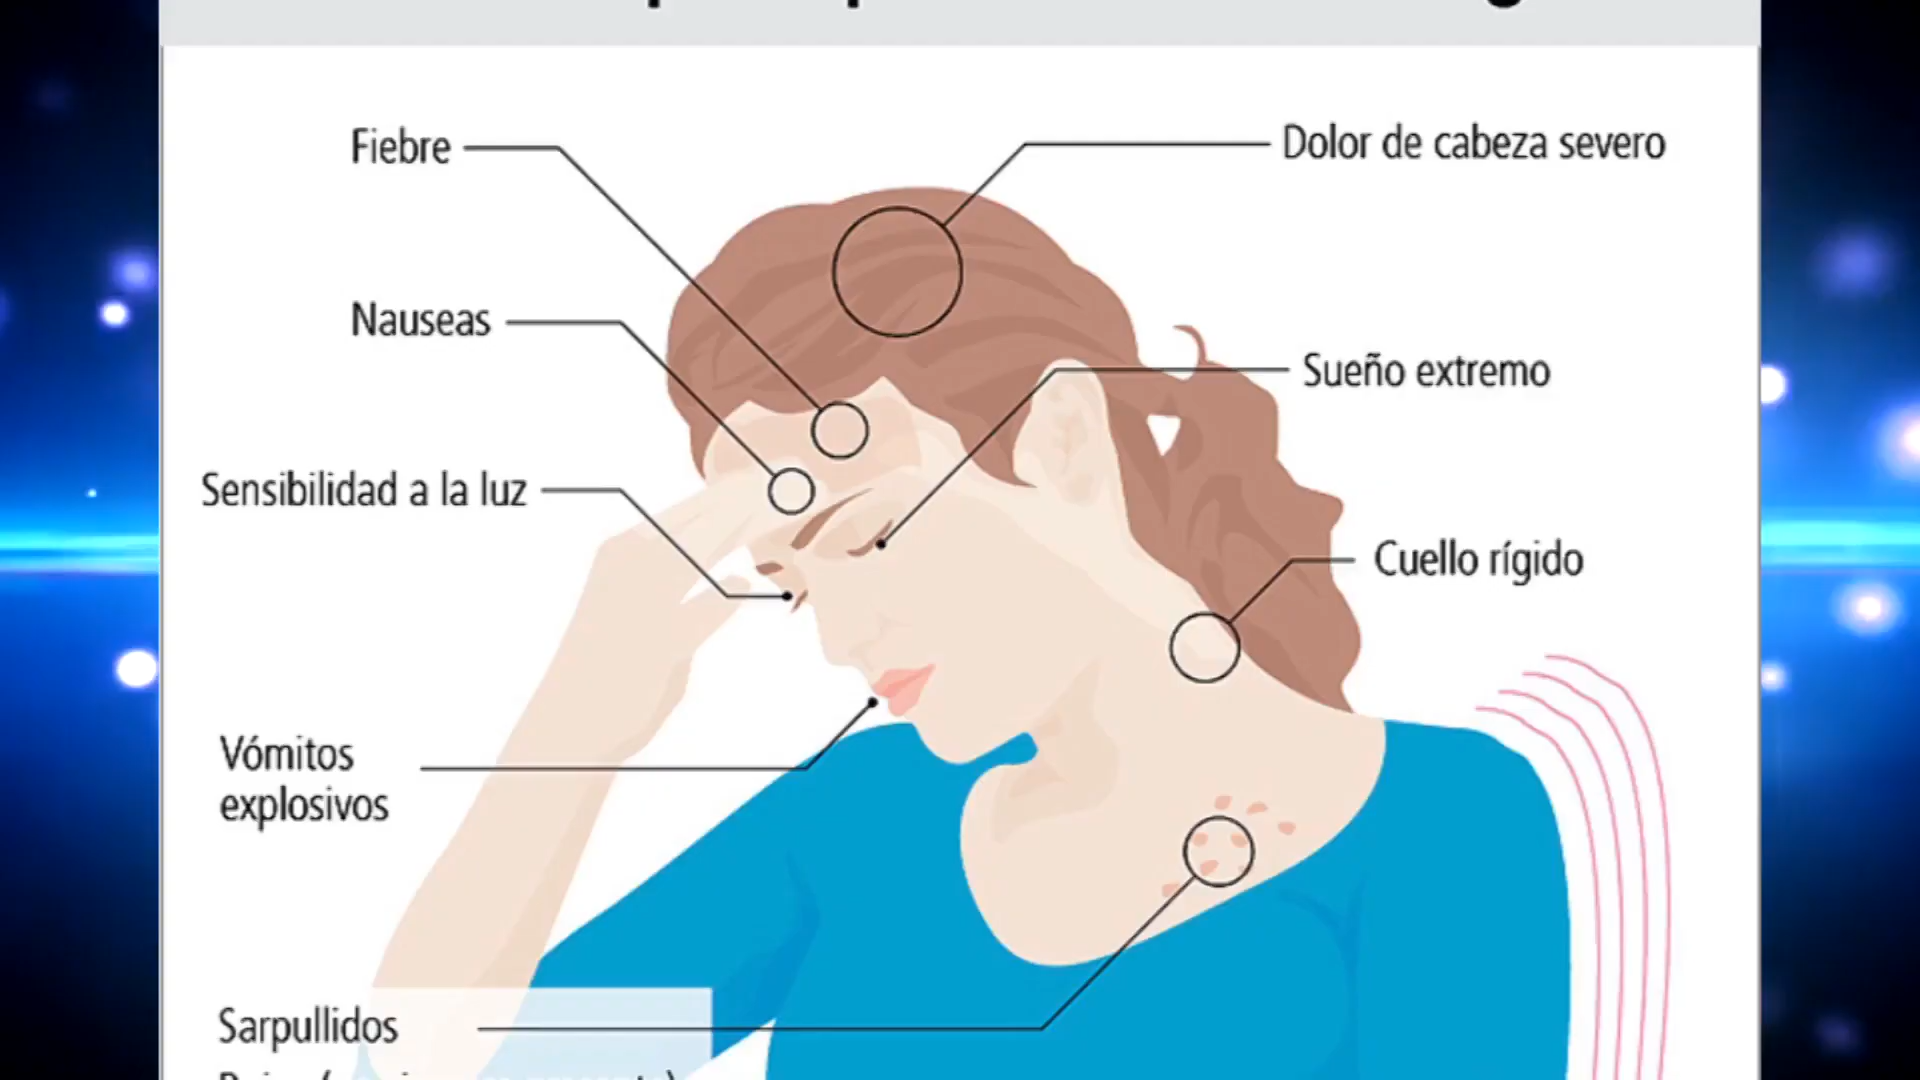 Fiebre
Dolor de cabeza severo
Nauseas
Sueño extremo
Sensibilidad a la luz
Cuello rígido
Vómitos
explosivos
Sarpullidos